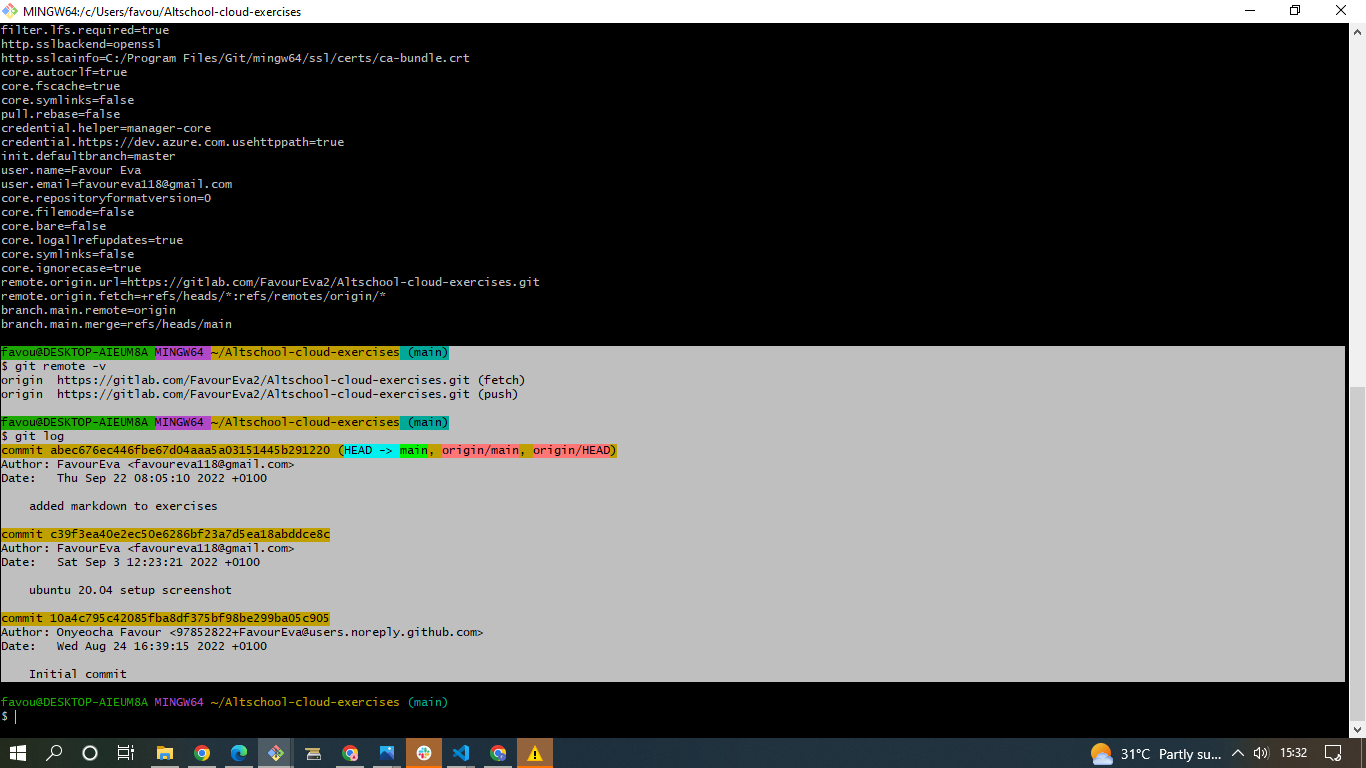 MINGW64:/c/Users/favou/Altschool-cloud-exercises
filter.lfs.required=true
http.sslbackend=openssl
http.sslcainfo=C:/Program Files/Git/mingw64/ssl/certs/ca-bundle.crt
core.autocrlf=true
core.fscache=true
core.symlinks=false
pull.rebase=false
credential.helper=manager-core
credential.https://dev.azure.com.usehttppath=true
init.defaultbranch=master
user.name=Favour Eva
user.email=favoureva118@gmail.com
core.repositoryformatversion=0
core.filemode=false
core.bare=false
core.logallrefupdates=true
core.symlinks=false
core.ignorecase=true
remote.origin.url=https://gitlab.com/FavourEva2/Altschool-cloud-exercises.git
remote.origin.fetch=+refs/heads/*:refs/remotes/origin/*
branch.main.remote=origin
branch.main.merge=refs/heads/main
favou@DESKTOP-AIEUM8A MINGW64 ~/Altschool-cloud-exercises (main)
$ git remote -v
origin  https://gitlab.com/FavourEva2/Altschool-cloud-exercises.git (fetch)
origin  https://gitlab.com/FavourEva2/Altschool-cloud-exercises.git (push)
favou@DESKTOP-AIEUM8A MINGW64 ~/Altschool-cloud-exercises (main)
$ git log
commit abec676ec446fbe67d04aaa5a03151445b291220 (HEAD -> main, origin/main, origin/HEAD)
Author: FavourEva <favoureva118@gmail.com>
Date:   Thu Sep 22 08:05:10 2022 +0100
    added markdown to exercises
commit c39f3ea40e2ec50e6286bf23a7d5ea18abddce8c
Author: FavourEva <favoureva118@gmail.com>
Date:   Sat Sep 3 12:23:21 2022 +0100
    ubuntu 20.04 setup screenshot
commit 10a4c795c42085fba8df375bf98be299ba05c905
Author: Onyeocha Favour <97852822+FavourEva@users.noreply.github.com>
Date:   Wed Aug 24 16:39:15 2022 +0100
    Initial commit
favou@DESKTOP-AIEUM8A MINGW64 ~/Altschool-cloud-exercises (main)
$
31°C Partly su... 15:32